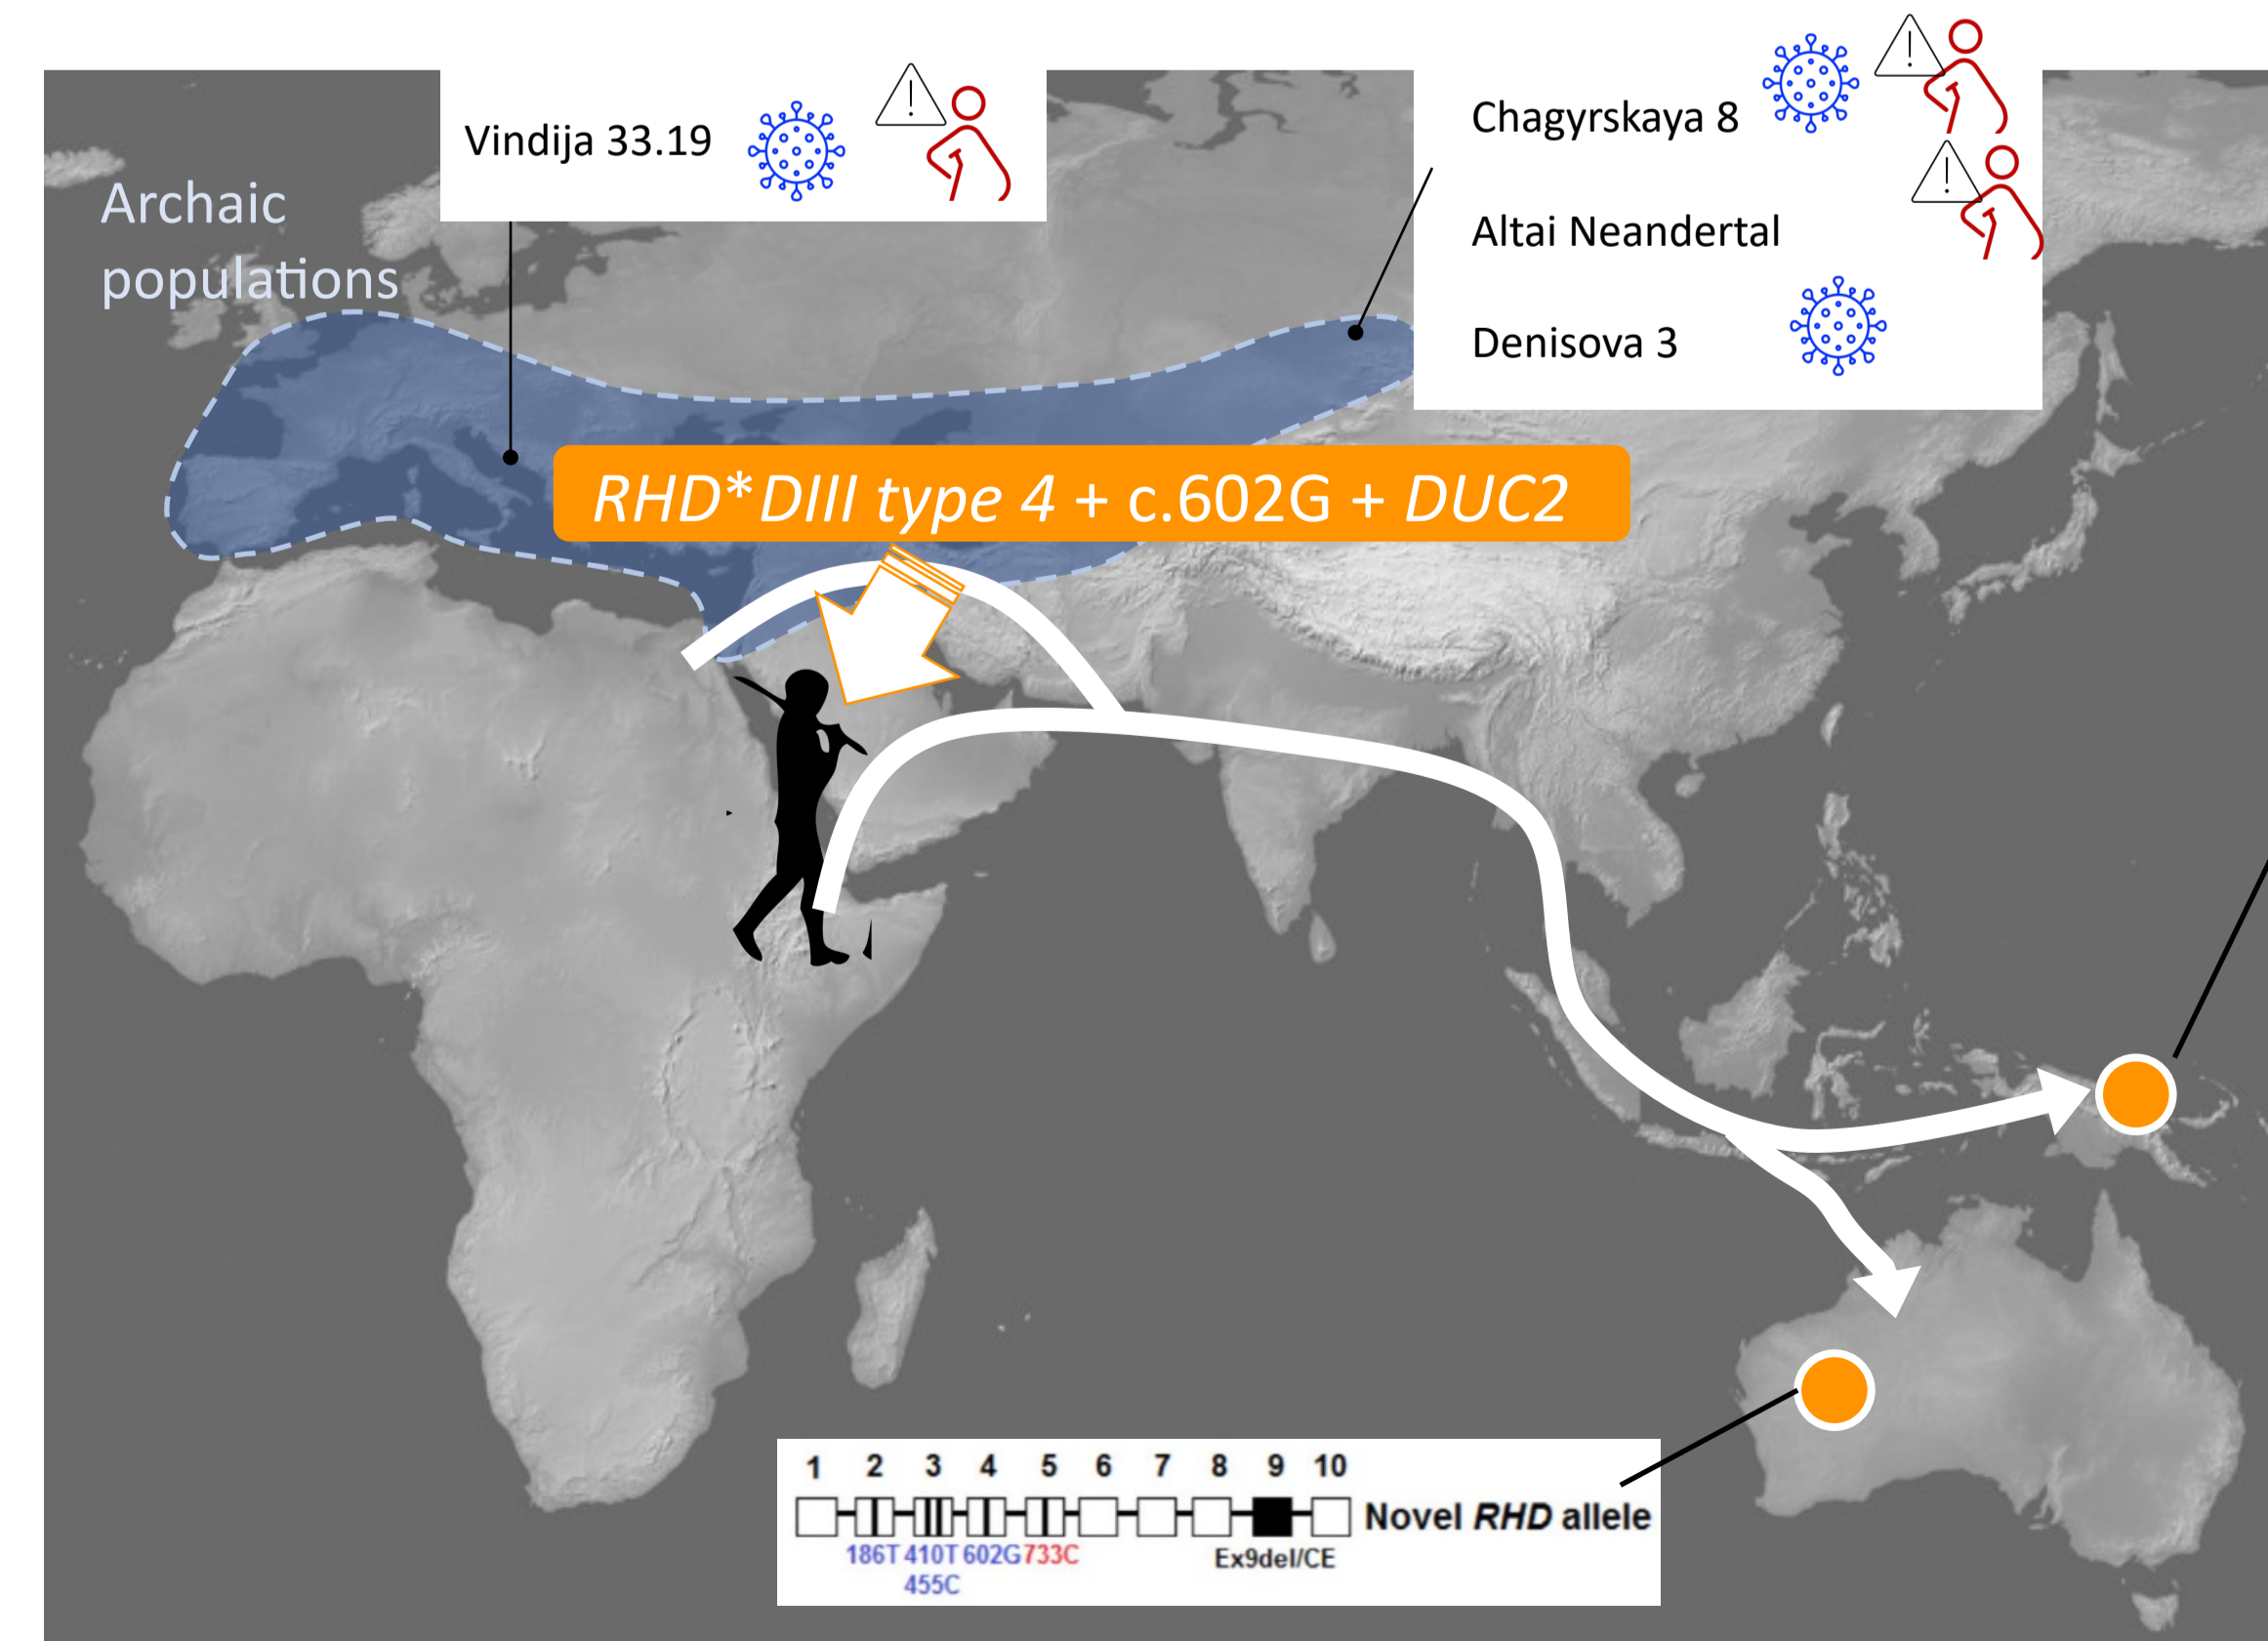 Vindija 33.19
Chagyrskaya 8
Altai Neandertal
Denisova 3
Archaic
populations
RHD*DIII type 4 + c.602G + DUC2
1 2 3 4 5 6 7 8 9 10
Novel RHD allele
186T 410T 602G 733C Ex9del/CE
455C